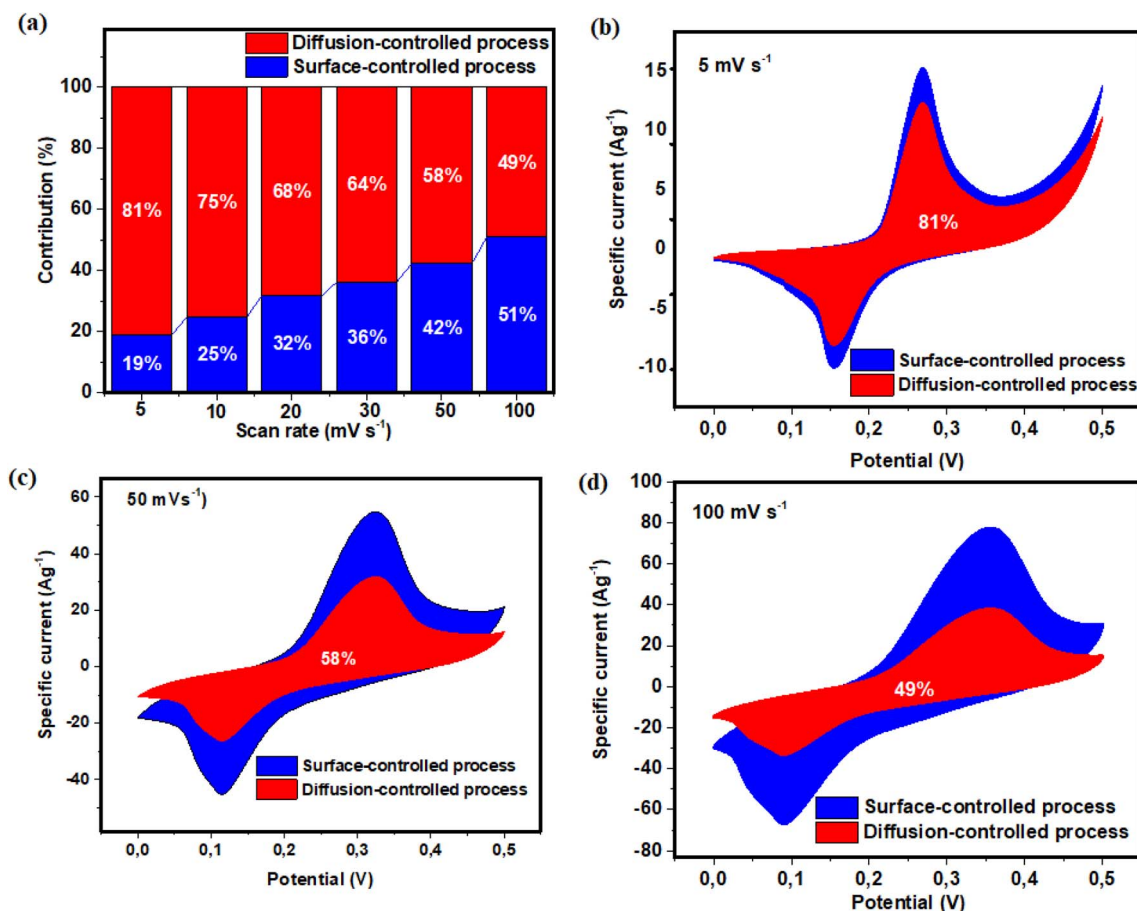 (a)
Diffusion-controlled process
Surface-controlled process
Contribution (%)
100
80
60
40
20
0
81%
75%
68%
64%
58%
49%
19%
25%
32%
36%
42%
51%
5
10
20
30
50
100
Scan rate (mV s⁻¹)
(b)
5 mV s⁻¹
Specific current (Ag⁻¹)
15
10
5
0
-5
-10
81%
Surface-controlled process
Diffusion-controlled process
0,0
0,1
0,2
0,3
0,4
0,5
Potential (V)
(c)
50 mVs⁻¹)
Specific current (Ag⁻¹)
60
40
20
0
-20
-40
58%
Surface-controlled process
Diffusion-controlled process
0,0
0,1
0,2
0,3
0,4
0,5
Potential (V)
(d)
100 mV s⁻¹
Specific current (Ag⁻¹)
100
80
60
40
20
0
-20
-40
-60
-80
49%
Surface-controlled process
Diffusion-controlled process
0,0
0,1
0,2
0,3
0,4
0,5
Potential (V)